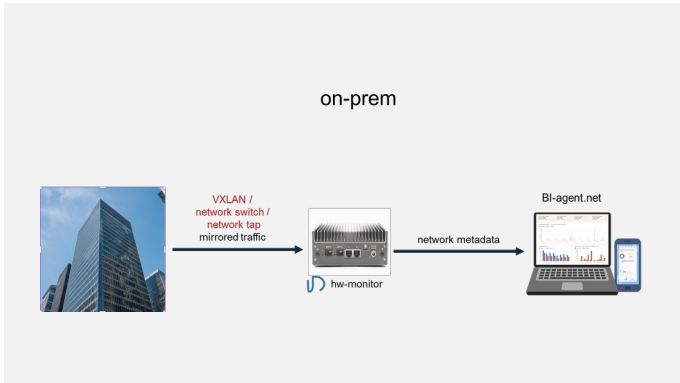 on-prem
VXLAN /
network switch /
network tap
mirrored traffic
hw-monitor
network metadata
BI-agent.net